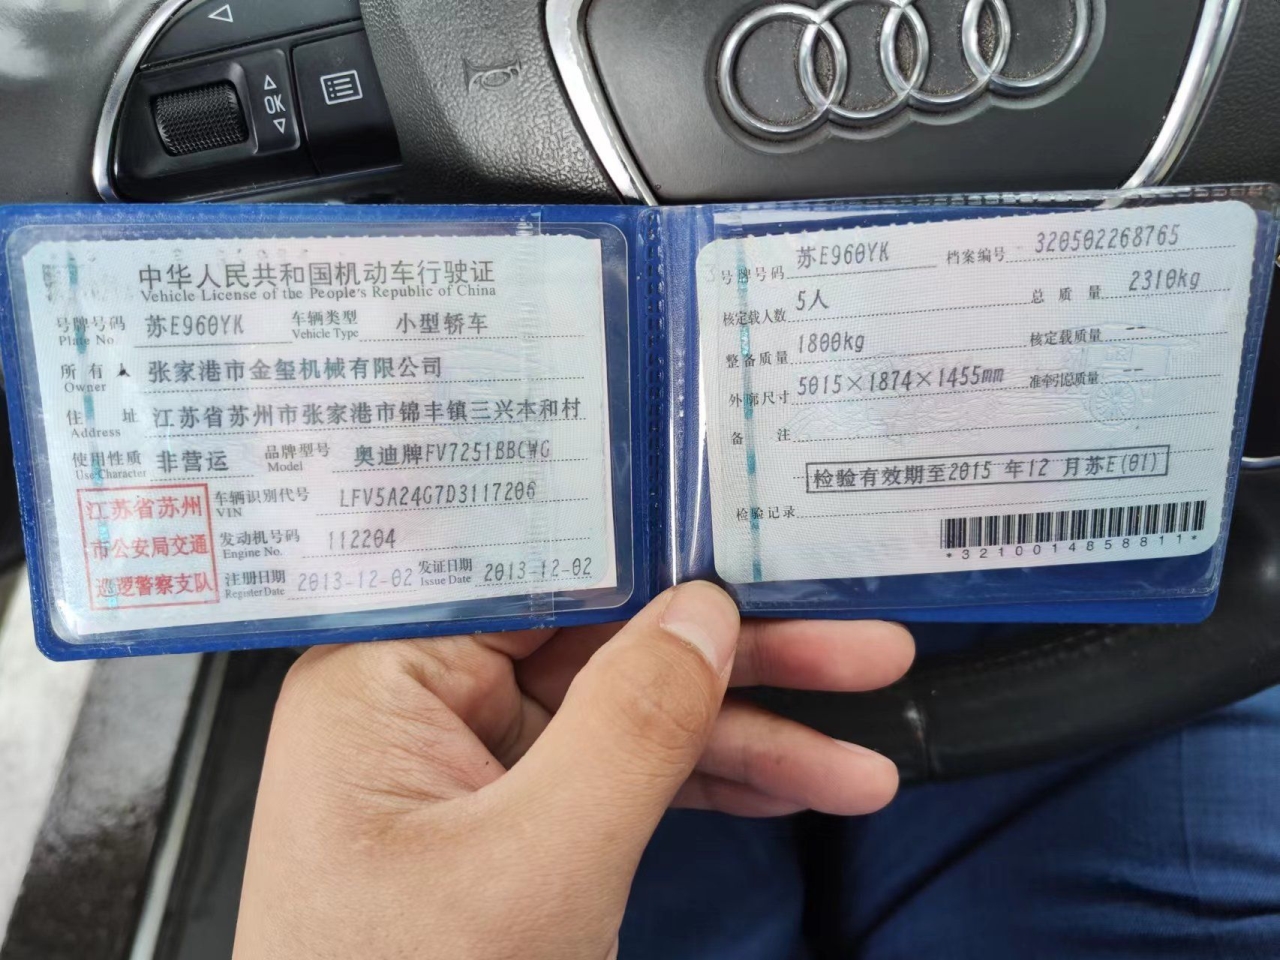 OK
中华人民共和国机动车行驶证
Vehicle License of the People's Republic of China
号牌号码 苏E960YK 车辆类型 小型轿车
Plate No. Vehicle Type
所有人 张家港市金玺机械有限公司
Owner
住址 江苏省苏州市张家港市锦丰镇三兴本和村
Address
使用性质 非营运 品牌型号 奥迪牌FV7251BBCWG
Use Character Model
车辆识别代号 LFV5A24G7D3117206
VIN
发动机号码 112204
Engine No.
注册日期 2013-12-02 发证日期 2013-12-02
Register Date Issue Date
江苏省苏州
市公安局交通
巡逻警察支队
号牌号码 苏E960YK 档案编号 320502268765
核定载人数 5人 总质量 2310kg
整备质量 1800kg 核定载质量 --
外廓尺寸 5015×1874×1455mm 准牵引总质量 --
备注
检验有效期至2015年12月苏E(01)
检验记录
*3210014858811*